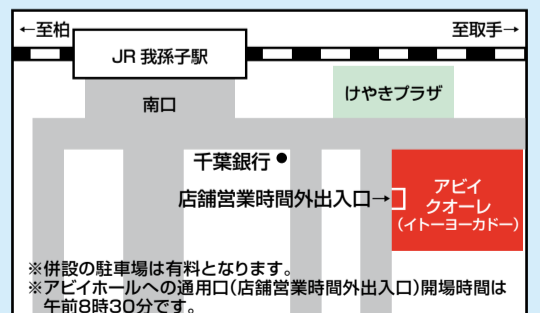 ←至柏
至取手→
JR 我孫子駅
南口
けやきプラザ
千葉銀行●
店舗営業時間外出入口→
アビイ
クオーレ
(イトーヨーカドー)
※併設の駐車場は有料となります。
※アビイホールへの通用口(店舗営業時間外出入口)開場時間は
午前8時30分です。